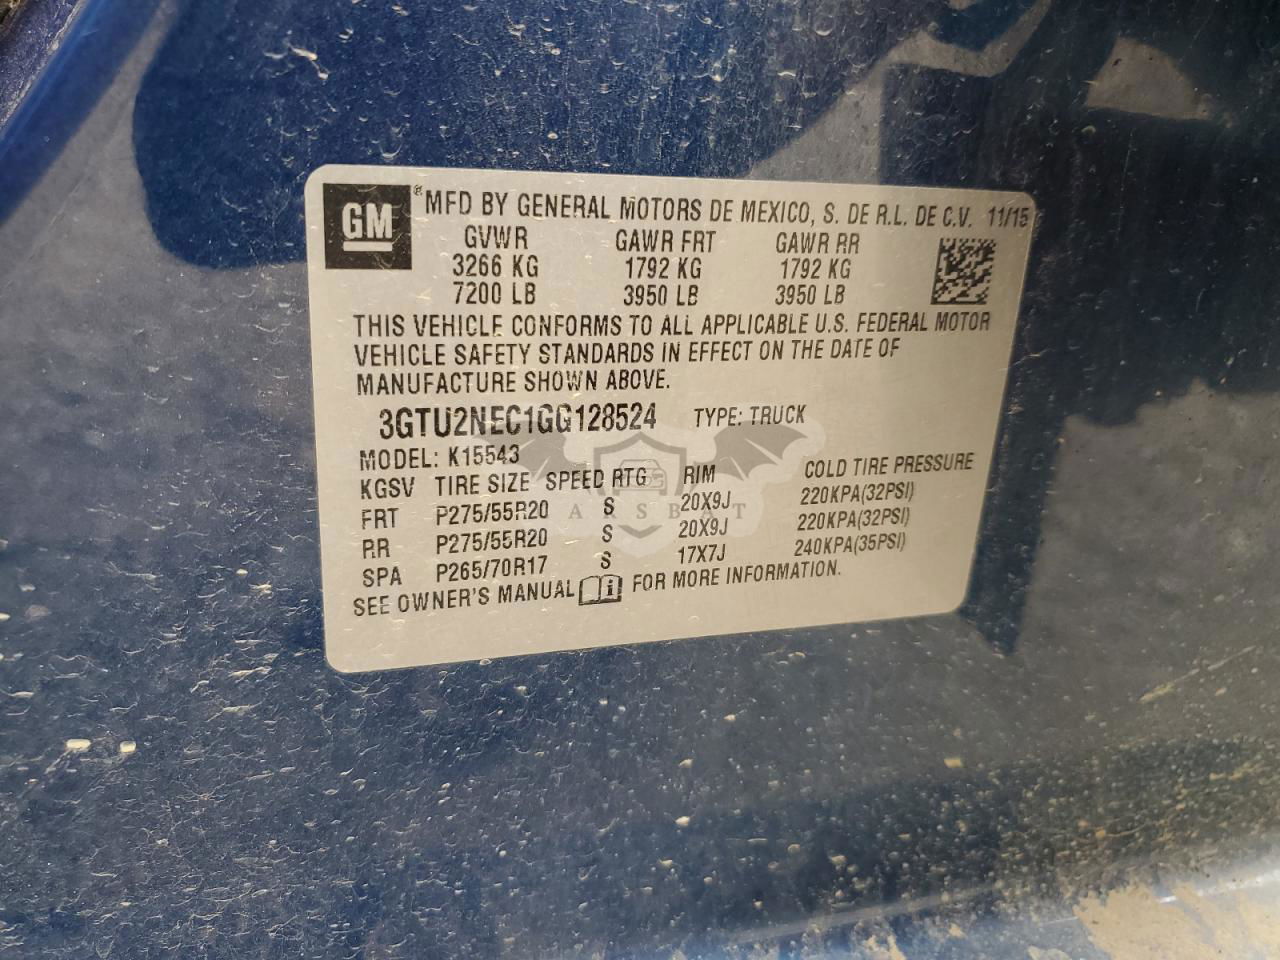 GM ® MFD BY GENERAL MOTORS DE MEXICO, S. DE R.L. DE C.V. 11/15
GVWR GAWR FRT GAWR RR
3266 KG 1792 KG 1792 KG
7200 LB 3950 LB 3950 LB
THIS VEHICLE CONFORMS TO ALL APPLICABLE U.S. FEDERAL MOTOR
VEHICLE SAFETY STANDARDS IN EFFECT ON THE DATE OF
MANUFACTURE SHOWN ABOVE.
3GTU2NEC1GG128524 TYPE: TRUCK
MODEL: K15543
KGSV TIRE SIZE SPEED RTG RIM COLD TIRE PRESSURE
FRT P275/55R20 S 20X9J 220KPA(32PSI)
RR P275/55R20 S 20X9J 220KPA(32PSI)
SPA P265/70R17 S 17X7J 240KPA(35PSI)
SEE OWNER'S MANUAL FOR MORE INFORMATION.
ARSBAT